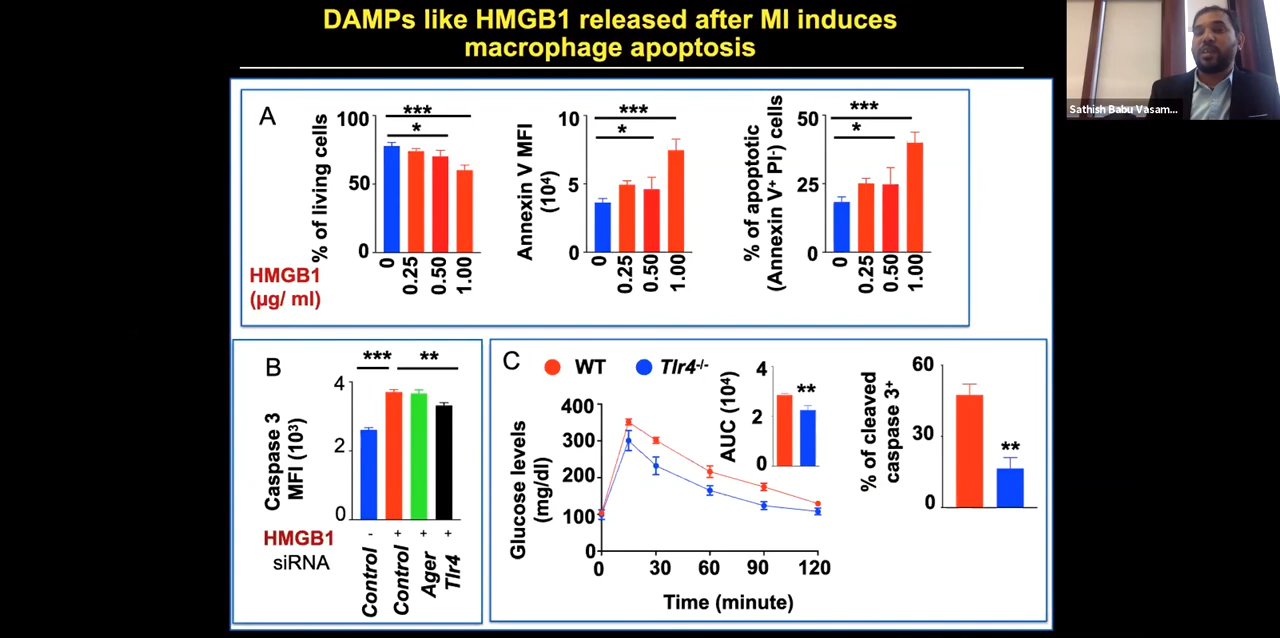 DAMPs like HMGB1 released after MI induces
macrophage apoptosis
Sathish Babu Vasam...
A
% of living cells
100
50
0
***
*
0
0.25
0.50
1.00
Annexin V MFI
(10⁴)
10
5
0
***
*
0
0.25
0.50
1.00
% of apoptotic
(Annexin V⁺ PI-) cells
50
25
0
***
*
0
0.25
0.50
1.00
HMGB1
(µg/ ml)
B
*** **
Caspase 3
MFI (10³)
4
2
0
HMGB1 - + + +
siRNA Control Control Ager Tlr4
C
WT Tlr4-/-
Glucose levels
(mg/dl)
400
300
200
100
0
0 30 60 90 120
Time (minute)
AUC (10⁴)
4
2
0
**
% of cleaved
caspase 3⁺
60
30
0
**